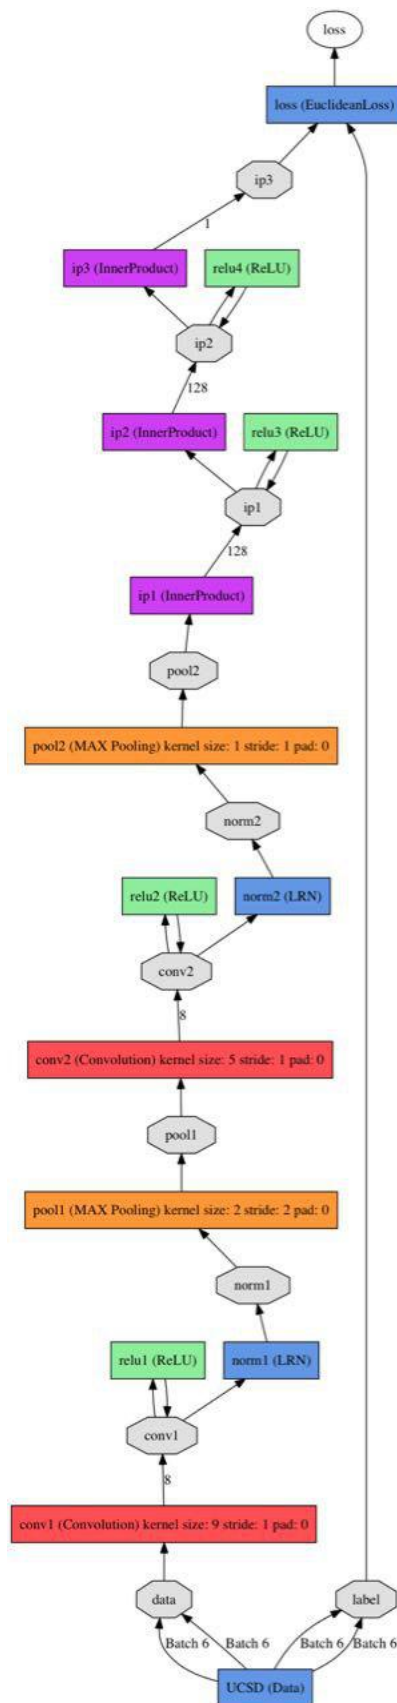 loss
loss (EuclideanLoss)
ip3
1
ip3 (InnerProduct)
relu4 (ReLU)
ip2
128
ip2 (InnerProduct)
relu3 (ReLU)
ip1
128
ip1 (InnerProduct)
pool2
pool2 (MAX Pooling) kernel size: 1 stride: 1 pad: 0
norm2
relu2 (ReLU)
norm2 (LRN)
conv2
8
conv2 (Convolution) kernel size: 5 stride: 1 pad: 0
pool1
pool1 (MAX Pooling) kernel size: 2 stride: 2 pad: 0
norm1
relu1 (ReLU)
norm1 (LRN)
conv1
8
conv1 (Convolution) kernel size: 9 stride: 1 pad: 0
data
label
Batch 6
Batch 6
Batch 6
Batch 6
UCSD (Data)